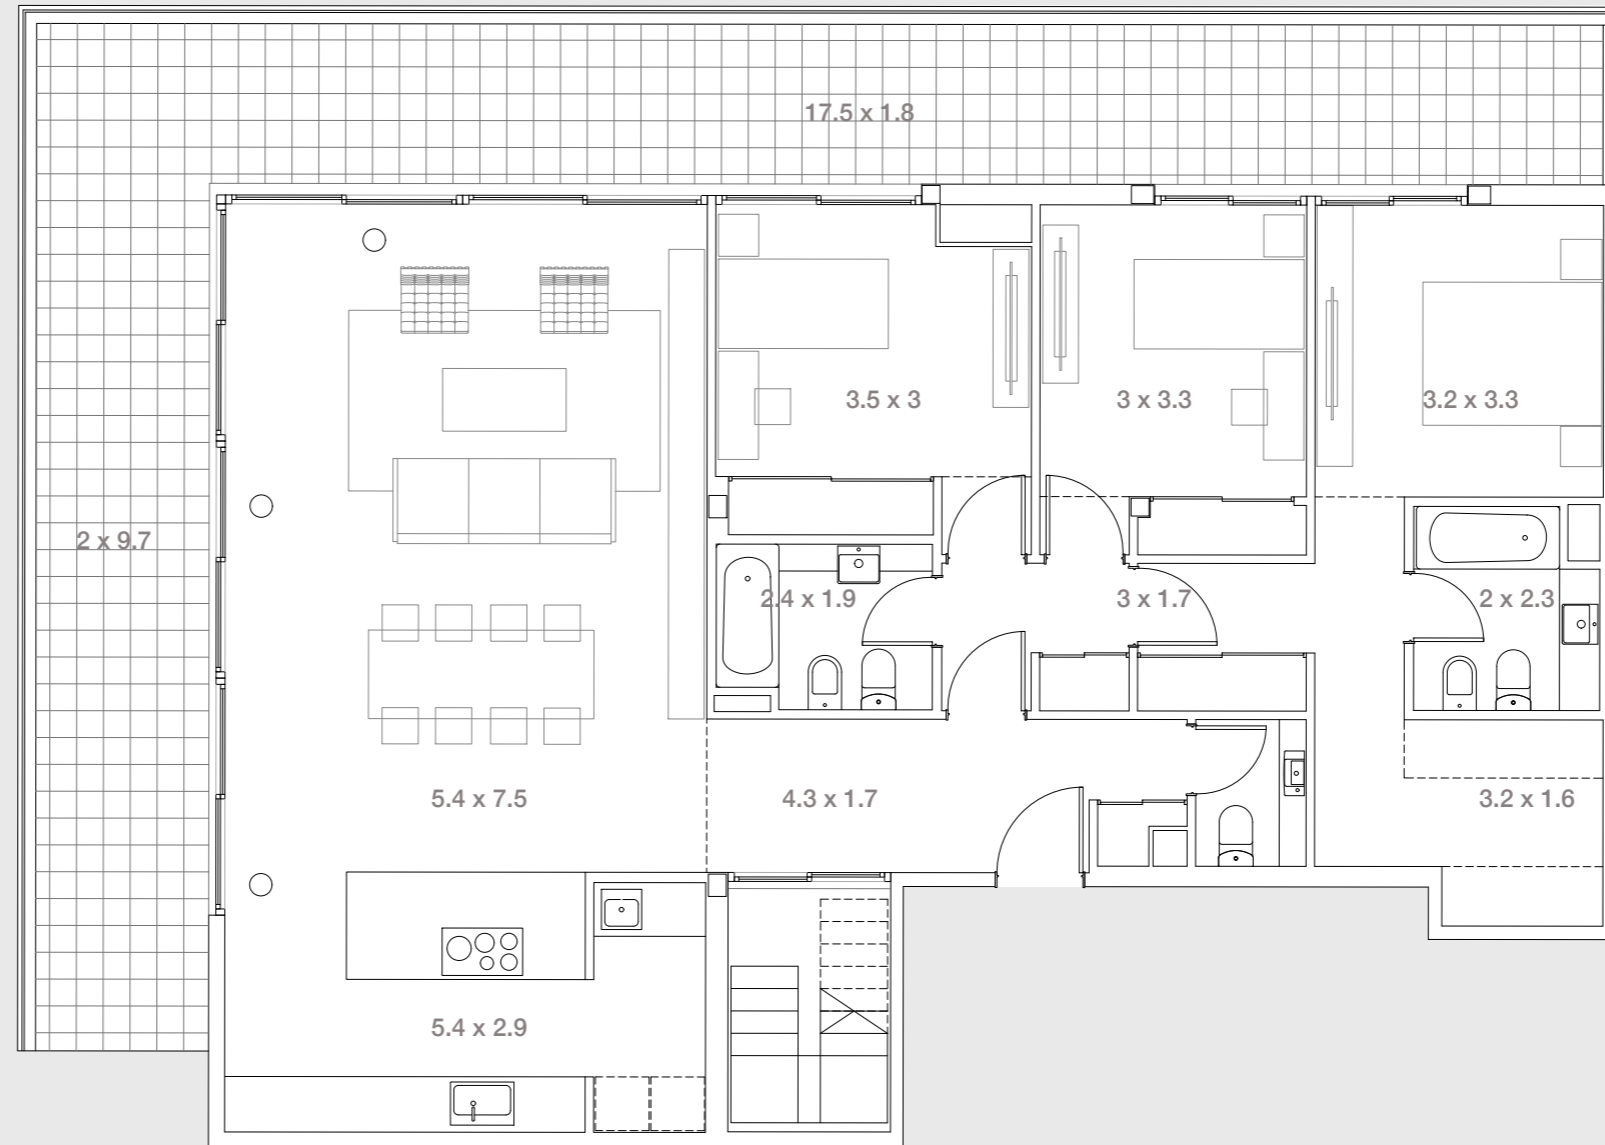 17.5 x 1.8
3.5 x 3
3 x 3.3
3.2 x 3.3
2 x 9.7
2.4 x 1.9
3 x 1.7
2 x 2.3
5.4 x 7.5
4.3 x 1.7
3.2 x 1.6
5.4 x 2.9